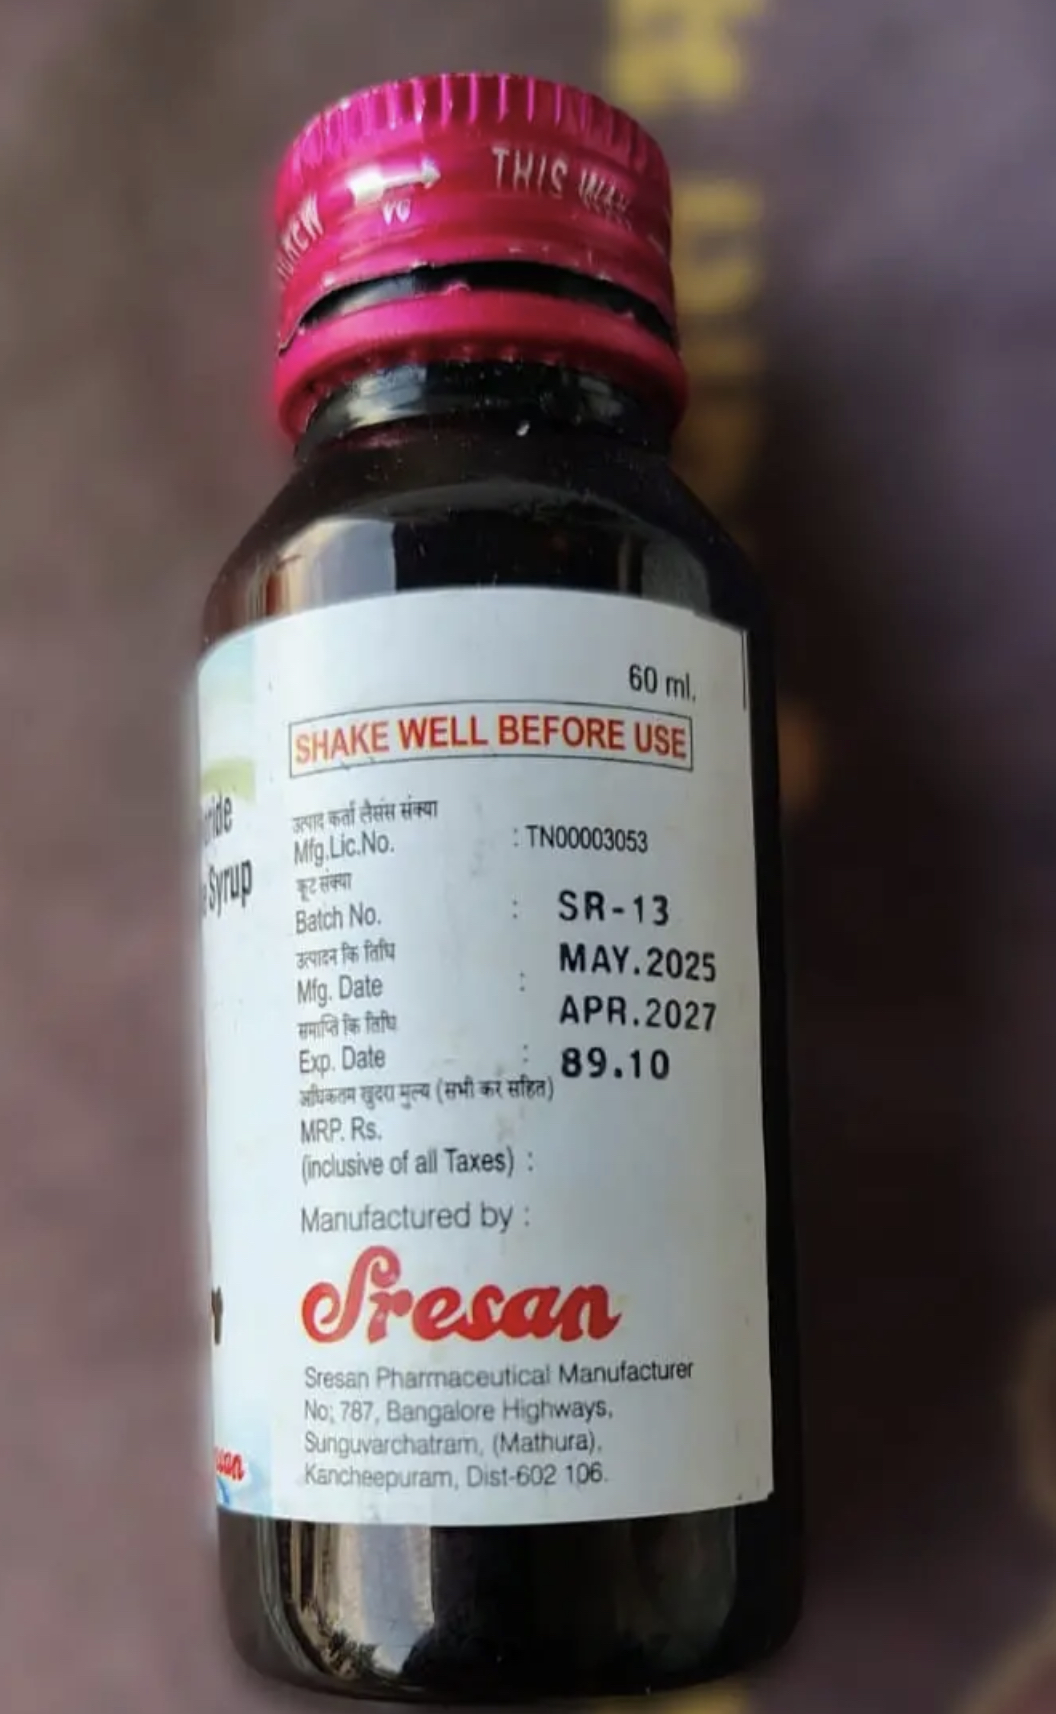 THIS WAY
60 ml.
SHAKE WELL BEFORE USE
उत्पाद कर्ता लैसंस संक्या
Mfg.Lic.No. : TN00003053
कूट संक्या
Batch No. : SR-13
उत्पादन कि तिथि
Mfg. Date : MAY.2025
समाप्ति कि तिथि
Exp. Date : APR.2027
89.10
अधिकतम खुदरा मुल्य (सभी कर सहित)
MRP. Rs.
(inclusive of all Taxes) :
Manufactured by :
Sresan
Sresan Pharmaceutical Manufacturer
No; 787, Bangalore Highways,
Sunguvarchatram, (Mathura),
Kancheepuram, Dist-602 106.
Syrup